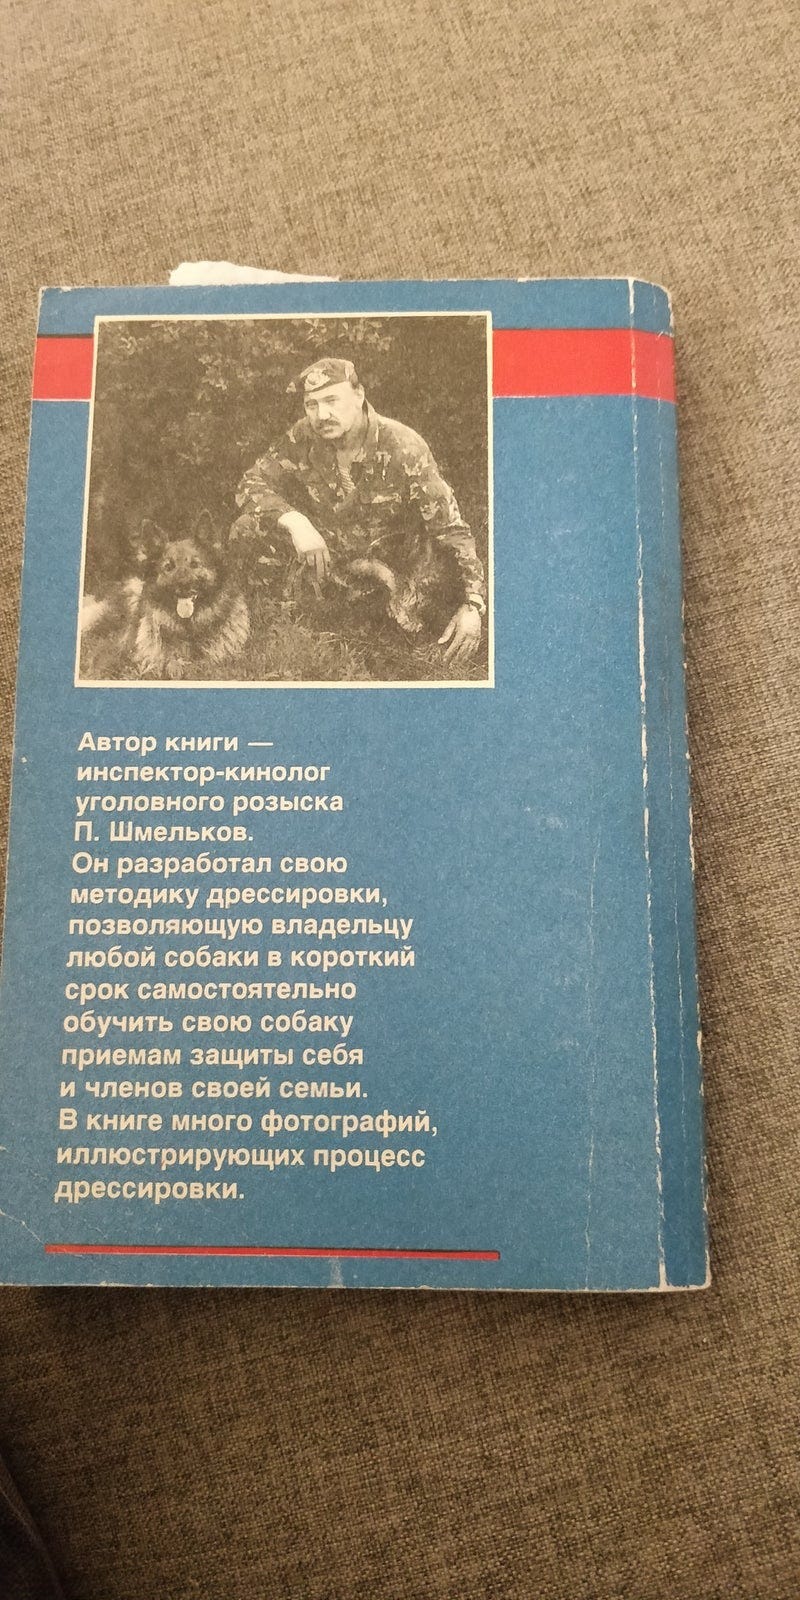 Автор книги —
инспектор-кинолог
уголовного розыска
П. Шмельков.
Он разработал свою
методику дрессировки,
позволяющую владельцу
любой собаки в короткий
срок самостоятельно
обучить свою собаку
приемам защиты себя
и членов своей семьи.
В книге много фотографий,
иллюстрирующих процесс
дрессировки.